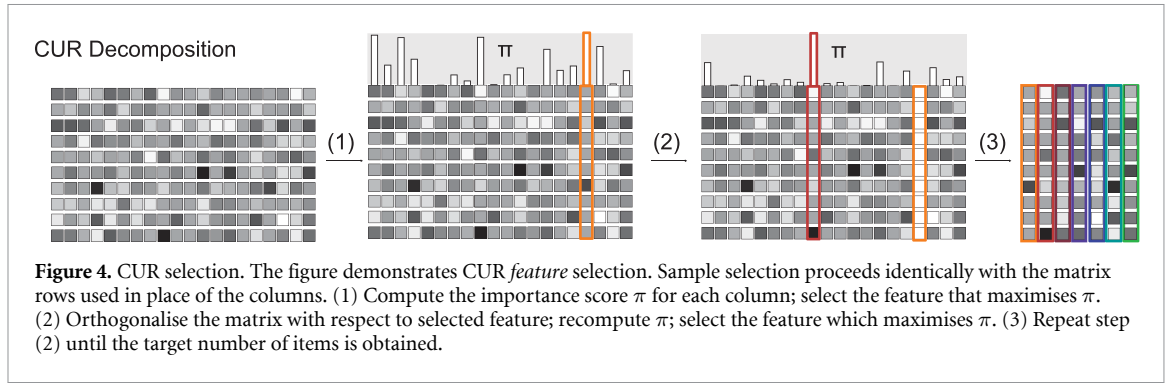 CUR Decomposition
π
π
(1)
(2)
(3)
Figure 4. CUR selection. The figure demonstrates CUR feature selection. Sample selection proceeds identically with the matrix
rows used in place of the columns. (1) Compute the importance score π for each column; select the feature that maximises π.
(2) Orthogonalise the matrix with respect to selected feature; recompute π; select the feature which maximises π. (3) Repeat step
(2) until the target number of items is obtained.